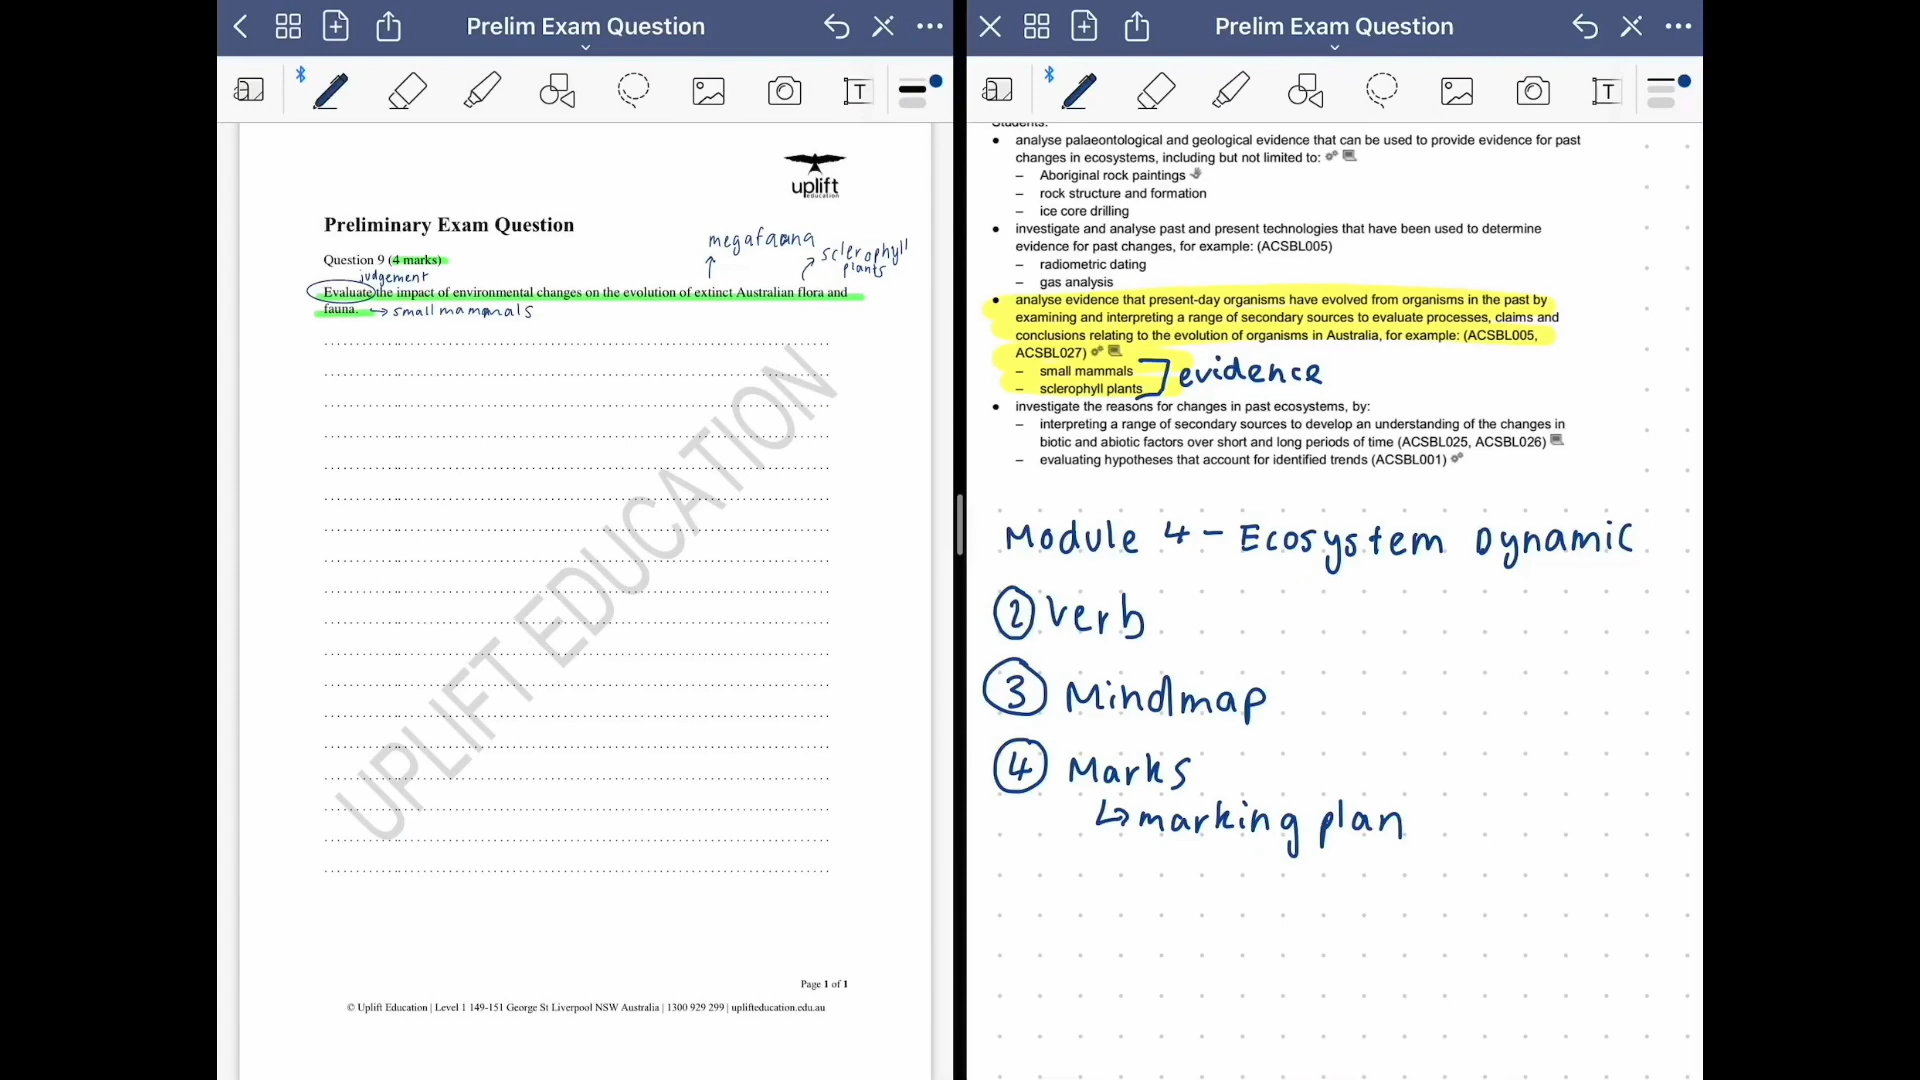 Prelim Exam Question
uplift
education
Preliminary Exam Question
megafauna
sclerophyll
plants
Question 9 (4 marks)
judgement
Evaluate the impact of environmental changes on the evolution of extinct Australian flora and
fauna. → small mammals
UPLIFT EDUCATION
Page 1 of 1
© Uplift Education | Level 1 149-151 George St Liverpool NSW Australia | 1300 929 299 | uplifteducation.edu.au
Prelim Exam Question
Students:
• analyse palaeontological and geological evidence that can be used to provide evidence for past
changes in ecosystems, including but not limited to:
– Aboriginal rock paintings
– rock structure and formation
– ice core drilling
• investigate and analyse past and present technologies that have been used to determine
evidence for past changes, for example: (ACSBL005)
– radiometric dating
– gas analysis
• analyse evidence that present-day organisms have evolved from organisms in the past by
examining and interpreting a range of secondary sources to evaluate processes, claims and
conclusions relating to the evolution of organisms in Australia, for example: (ACSBL005,
ACSBL027)
– small mammals
– sclerophyll plants
evidence
• investigate the reasons for changes in past ecosystems, by:
– interpreting a range of secondary sources to develop an understanding of the changes in
biotic and abiotic factors over short and long periods of time (ACSBL025, ACSBL026)
– evaluating hypotheses that account for identified trends (ACSBL001)
Module 4 - Ecosystem Dynamic
② Verb
③ Mindmap
④ Marks
↳ marking plan